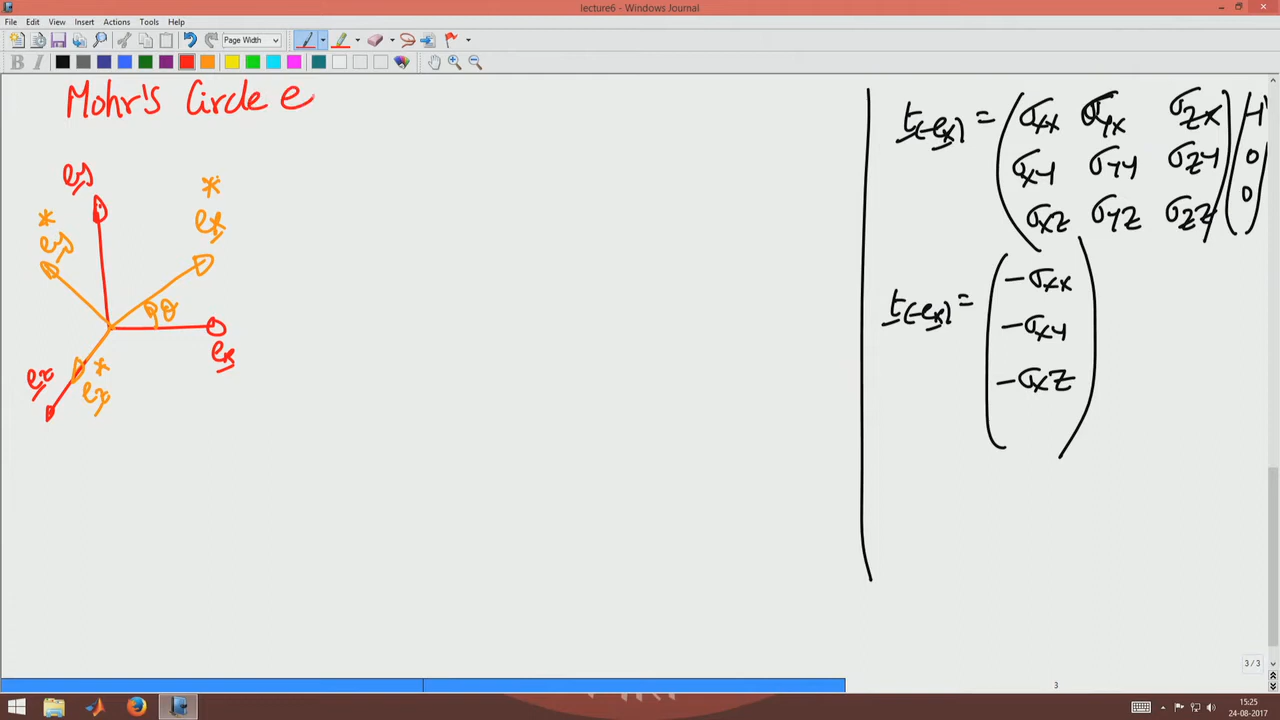 lecture6 - Windows Journal
File Edit View Insert Actions Tools Help
Page Width
B I
Mohr's Circle e
ey
* ex
* ey
θ
ex
ez
* ez
t(-ex) = ( σxx σyx σzx ) ( -1
σxy σyy σzy 0
σxz σyz σzz ) 0 )
t(-ex) = ( -σxx
-σxy
-σxz )
3/3
3
15:25
24-08-2017